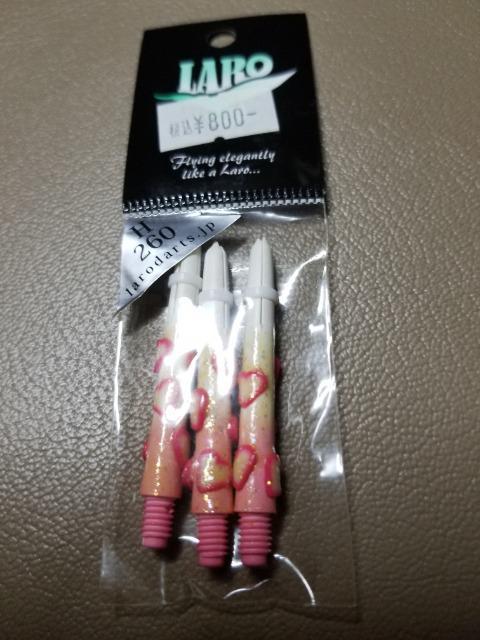 LARO
税込¥800-
Flying elegantly
like a Laro...
H
260
larodarts.jp